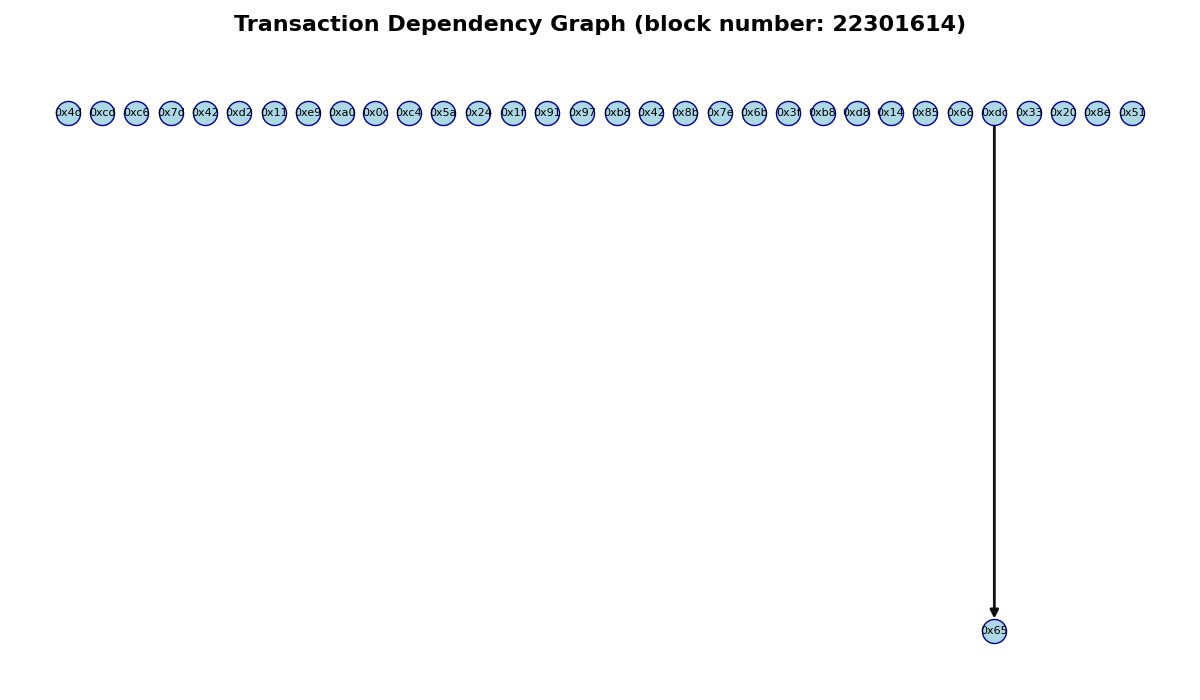 Transaction Dependency Graph (block number: 22301614)
0x4d 0xcd 0xc6 0x7d 0x42 0xd2 0x11 0xe9 0xa0 0x0c 0xc4 0x5a 0x24 0x1f 0x91 0x97 0xb8 0x42 0x8b 0x7e 0x6b 0x3f 0xb8 0xd8 0x14 0x85 0x66 0xdc 0x33 0x20 0x8e 0x51
0x65